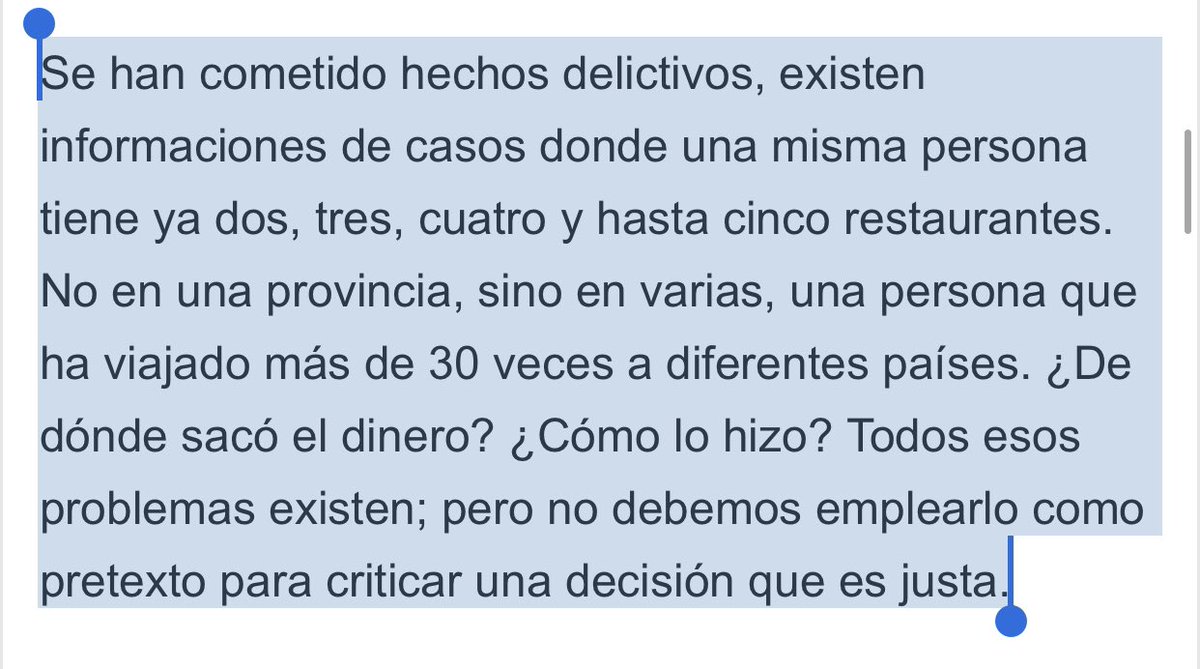 Se han cometido hechos delictivos, existen
informaciones de casos donde una misma persona
tiene ya dos, tres, cuatro y hasta cinco restaurantes.
No en una provincia, sino en varias, una persona que
ha viajado más de 30 veces a diferentes países. ¿De
dónde sacó el dinero? ¿Cómo lo hizo? Todos esos
problemas existen; pero no debemos emplearlo como
pretexto para criticar una decisión que es justa.